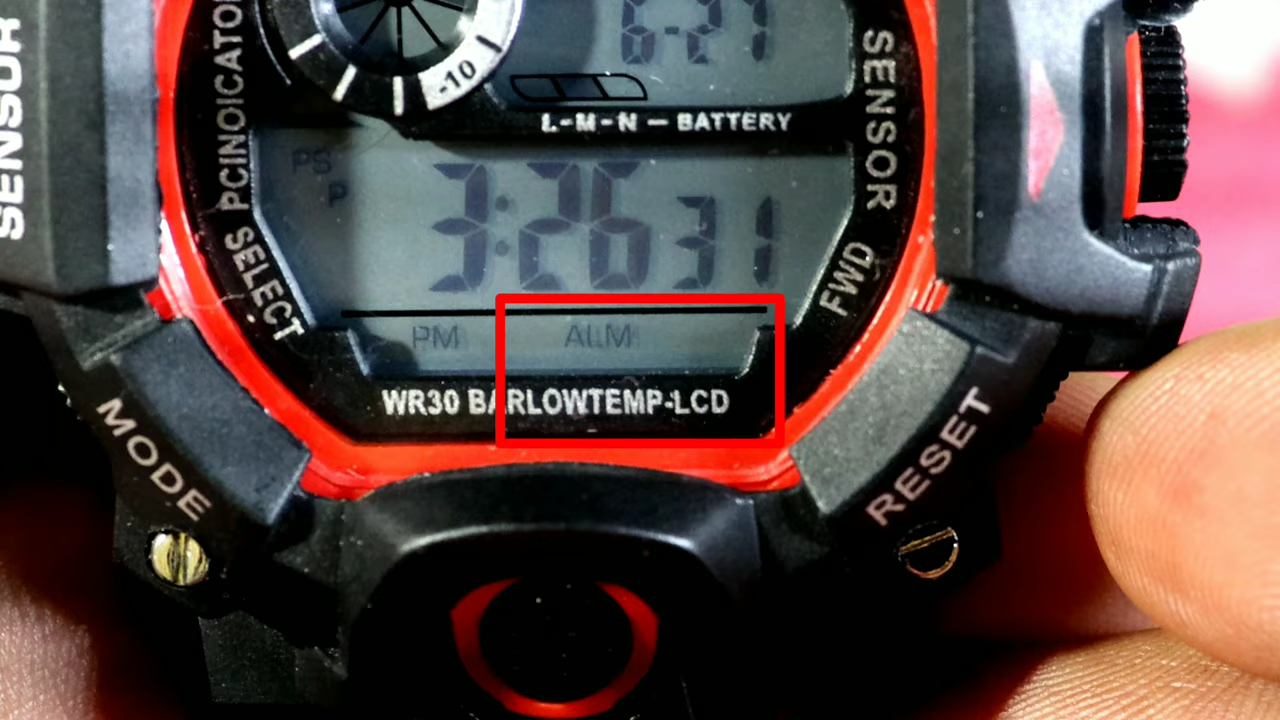 6-27
-10
L-M-N — BATTERY
PS
P
3:26 31
PM ALM
WR30 BARLOWTEMP-LCD
SENSOR
PCINOICATOR
SELECT
SENSOR
FWD
MODE
RESET